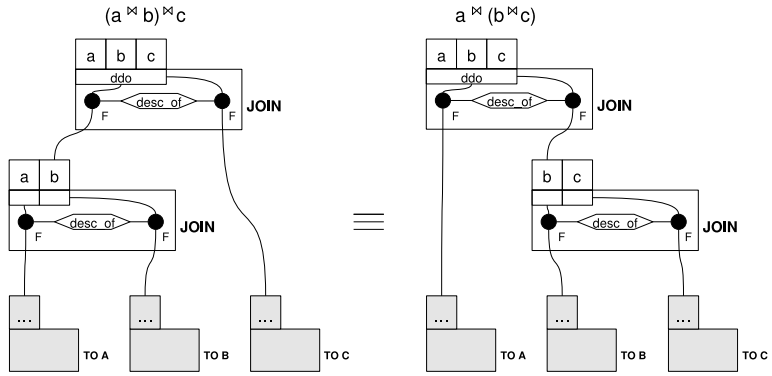 (a ⋈ b) ⋈ c
a ⋈ (b ⋈ c)
a b c
ddo
desc_of
F F
JOIN
a b c
ddo
desc_of
F F
JOIN
a b
desc_of
F F
JOIN
b c
desc_of
F F
JOIN
... ... ...
TO A TO B TO C
... ... ...
TO A TO B TO C